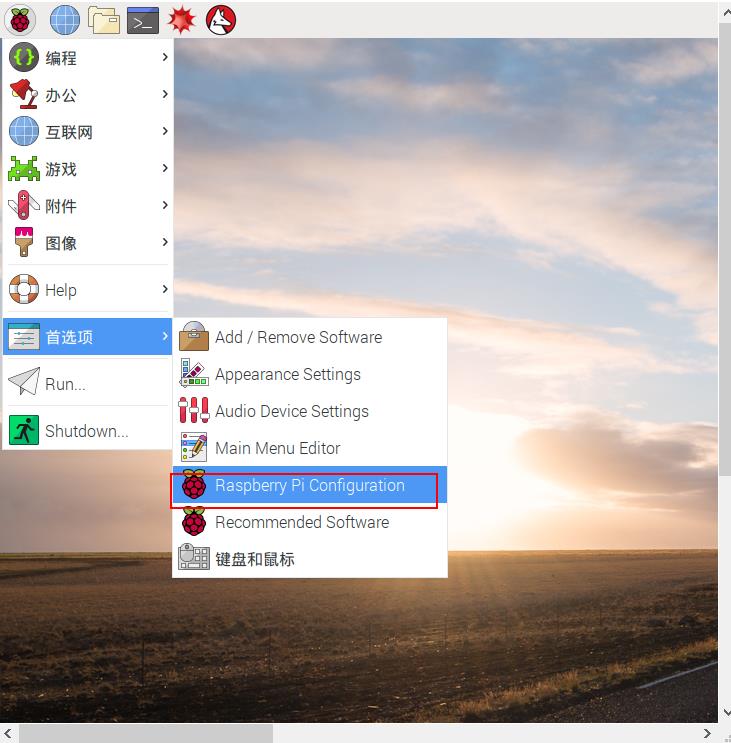 编程
办公
互联网
游戏
附件
图像
Help
首选项
Run...
Shutdown...
Add / Remove Software
Appearance Settings
Audio Device Settings
Main Menu Editor
Raspberry Pi Configuration
Recommended Software
键盘和鼠标